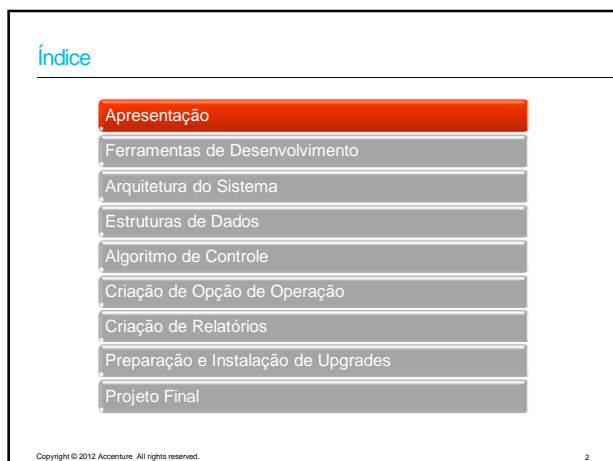 Índice
Apresentação
Ferramentas de Desenvolvimento
Arquitetura do Sistema
Estruturas de Dados
Algoritmo de Controle
Criação de Opção de Operação
Criação de Relatórios
Preparação e Instalação de Upgrades
Projeto Final
Copyright © 2012 Accenture All rights reserved. 2